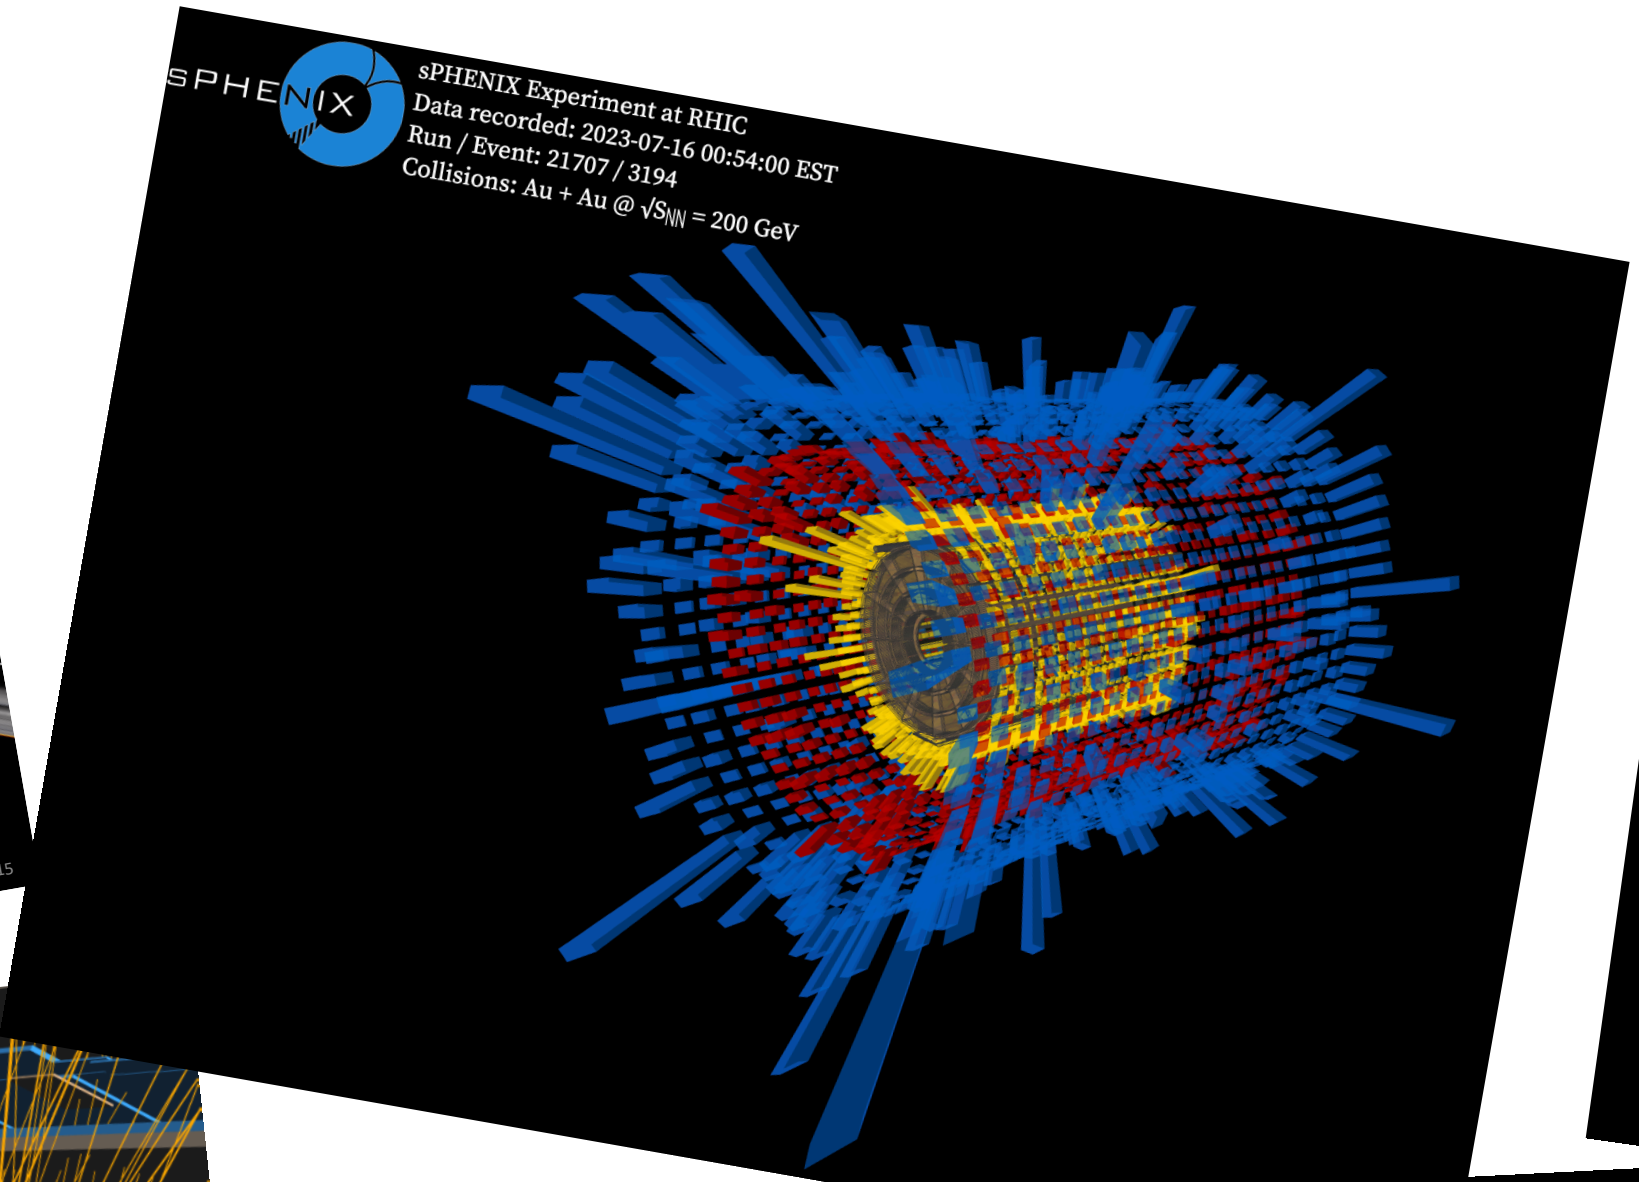 sPHENIX
sPHENIX Experiment at RHIC
Data recorded: 2023-07-16 00:54:00 EST
Run / Event: 21707 / 3194
Collisions: Au + Au @ √SNN = 200 GeV
15